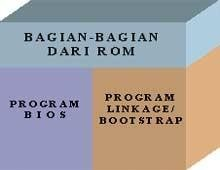 BAGIAN-BAGIAN
DARI ROM
PROGRAM
BIOS
PROGRAM
LINKAGE/
BOOTSTRAP